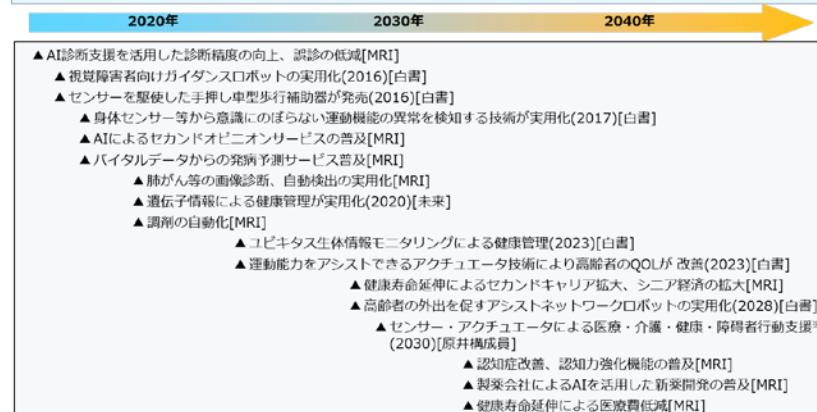 2020年 2030年 2040年
▲AI診断支援を活用した診断精度の向上、誤診の低減[MRI]
▲視覚障害者向けガイダンスロボットの実用化(2016)[白書]
▲センサーを駆使した手押し車型歩行補助器が発売(2016)[白書]
▲身体センサー等から意識にのぼらない運動機能の異常を検知する技術が実用化(2017)[白書]
▲AIによるセカンドオピニオンサービスの普及[MRI]
▲バイタルデータからの発病予測サービス普及[MRI]
▲肺がん等の画像診断、自動検出の実用化[MRI]
▲遺伝子情報による健康管理が実用化(2020)[未来]
▲調剤の自動化[MRI]
▲ユビキタス生体情報モニタリングによる健康管理(2023)[白書]
▲運動能力をアシストできるアクチュエータ技術により高齢者のQOLが 改善(2023)[白書]
▲健康寿命延伸によるセカンドキャリア拡大、シニア経済の拡大[MRI]
▲高齢者の外出を促すアシストネットワークロボットの実用化(2028)[白書]
▲センサー・アクチュエータによる医療・介護・健康・障碍者行動支援
(2030)[原井構成員]
▲認知症改善、認知力強化機能の普及[MRI]
▲製薬会社によるAIを活用した新薬開発の普及[MRI]
▲健康寿命延伸による医療費低減[MRI]